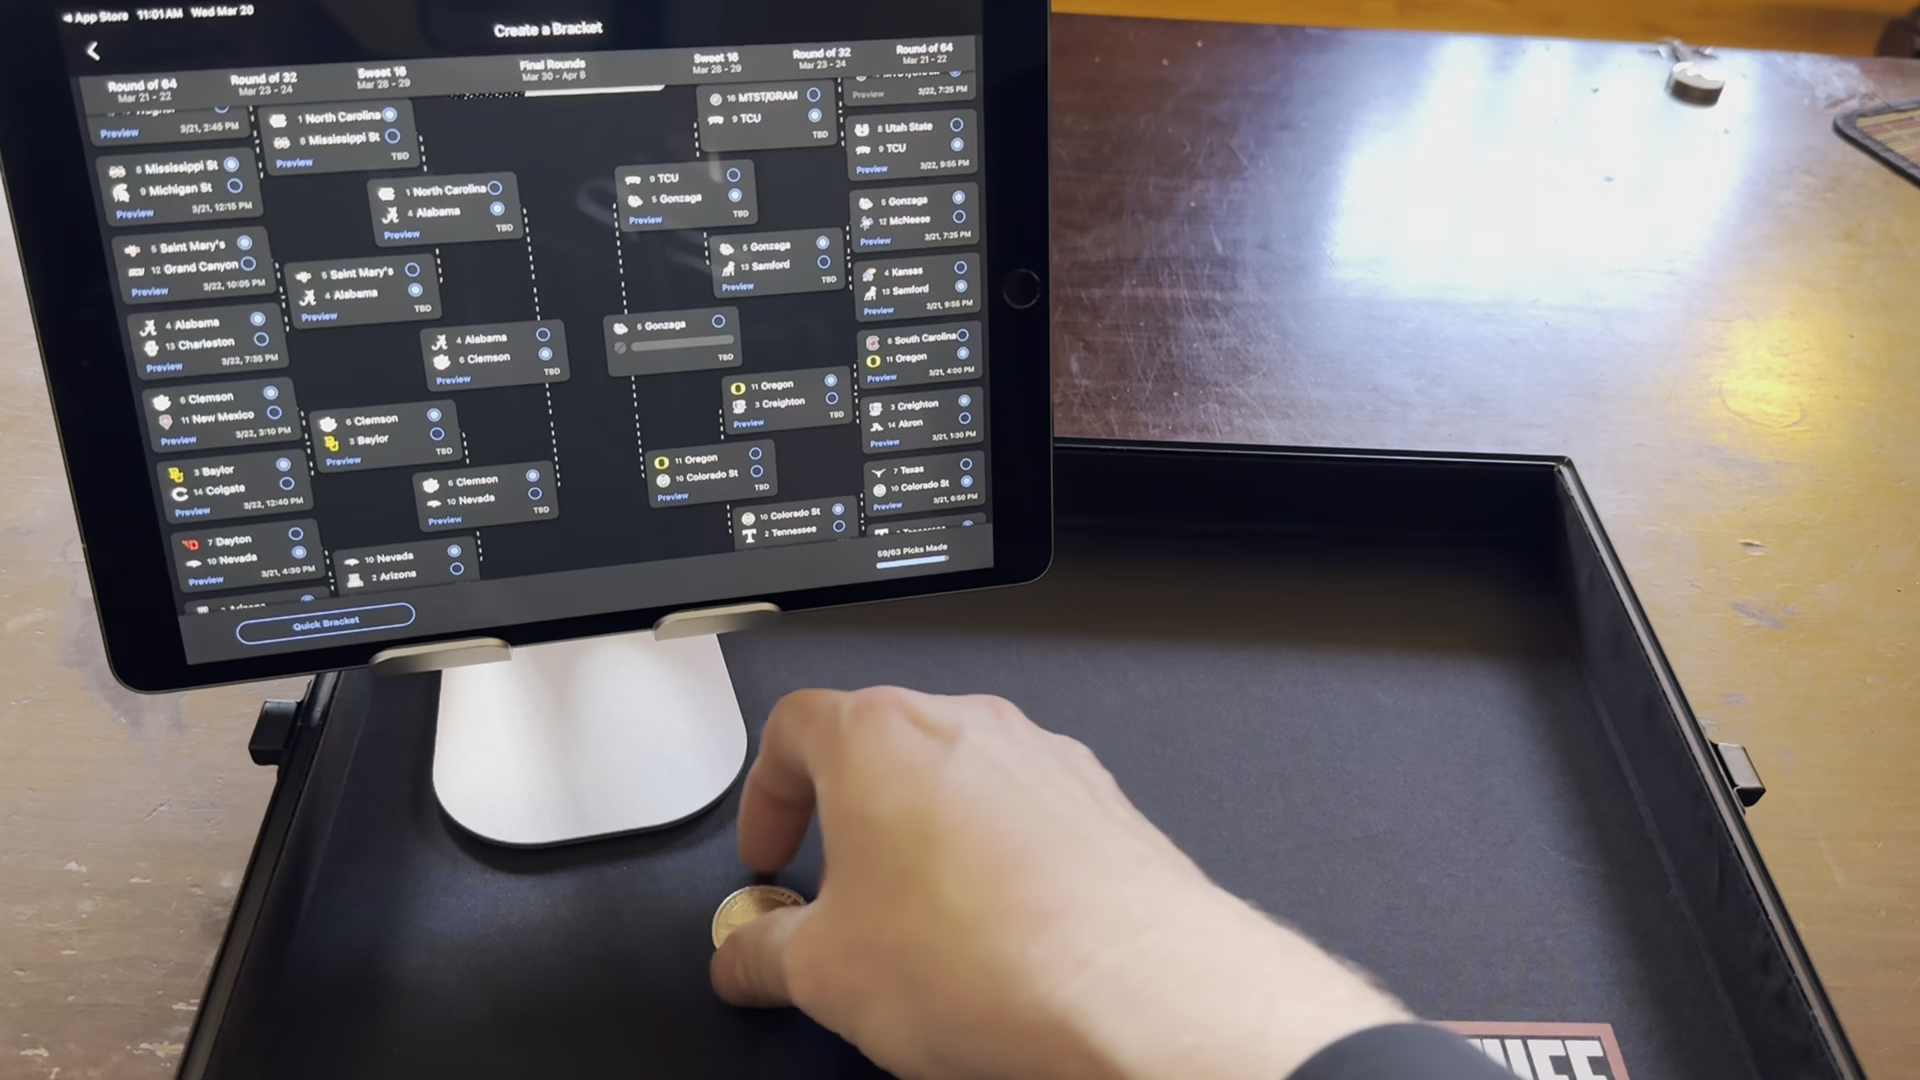 App Store 11:01AM Wed Mar 20
Create a Bracket
Round of 64
Mar 21 - 22
Round of 32
Mar 23 - 24
Sweet 16
Mar 28 - 29
Final Rounds
Mar 30 - Apr 8
Sweet 16
Mar 28 - 29
Round of 32
Mar 23 - 24
Round of 64
Mar 21 - 22
Preview 3/21, 2:45 PM
8 Mississippi St
9 Michigan St
Preview 3/21, 12:15 PM
5 Saint Mary's
12 Grand Canyon
Preview 3/22, 10:05 PM
4 Alabama
13 Charleston
Preview 3/22, 7:35 PM
6 Clemson
11 New Mexico
Preview 3/22, 3:10 PM
3 Baylor
14 Colgate
Preview 3/22, 12:40 PM
7 Dayton
10 Nevada
Preview 3/21, 4:30 PM
1 North Carolina
8 Mississippi St
Preview TBD
5 Saint Mary's
4 Alabama
Preview TBD
6 Clemson
3 Baylor
Preview TBD
10 Nevada
2 Arizona
1 North Carolina
4 Alabama
Preview TBD
6 Clemson
10 Nevada
Preview TBD
4 Alabama
6 Clemson
Preview TBD
5 Gonzaga
TBD
9 TCU
5 Gonzaga
Preview TBD
11 Oregon
10 Colorado St
Preview TBD
16 MTST/GRAM
9 TCU
TBD
5 Gonzaga
13 Samford
Preview TBD
11 Oregon
3 Creighton
Preview TBD
10 Colorado St
2 Tennessee
Preview 3/22, 7:25 PM
8 Utah State
9 TCU
Preview 3/22, 9:55 PM
5 Gonzaga
12 McNeese
Preview 3/21, 7:25 PM
4 Kansas
13 Samford
Preview 3/21, 9:55 PM
6 South Carolina
11 Oregon
Preview 3/21, 4:00 PM
3 Creighton
14 Akron
Preview 3/21, 1:30 PM
7 Texas
10 Colorado St
Preview 3/21, 6:50 PM
59/63 Picks Made
Quick Bracket